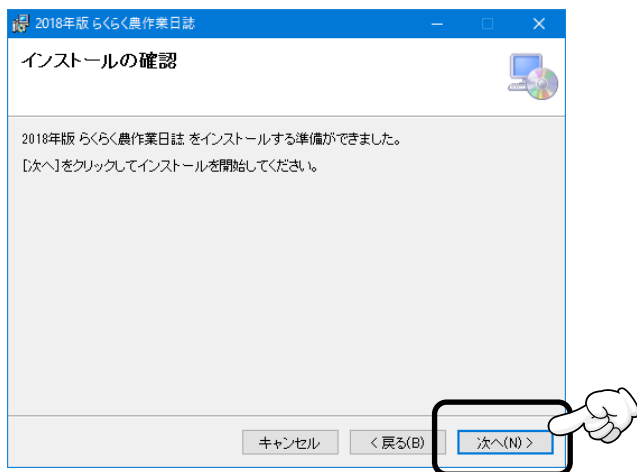 2018年版 らくらく農作業日誌
インストールの確認
2018年版 らくらく農作業日誌 をインストールする準備ができました。
[次へ]をクリックしてインストールを開始してください。
キャンセル
< 戻る(B)
次へ(N) >